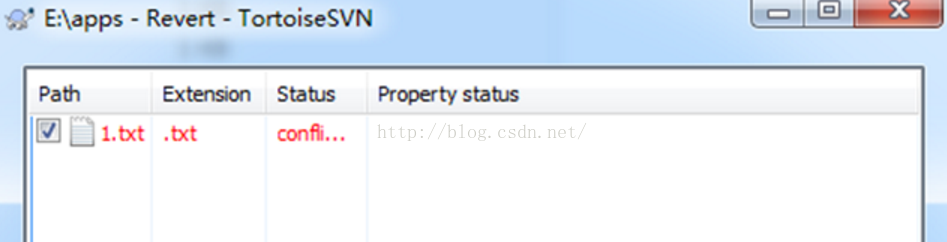 E:\apps - Revert - TortoiseSVN
Path Extension Status Property status
1.txt .txt confli... http://blog.csdn.net/